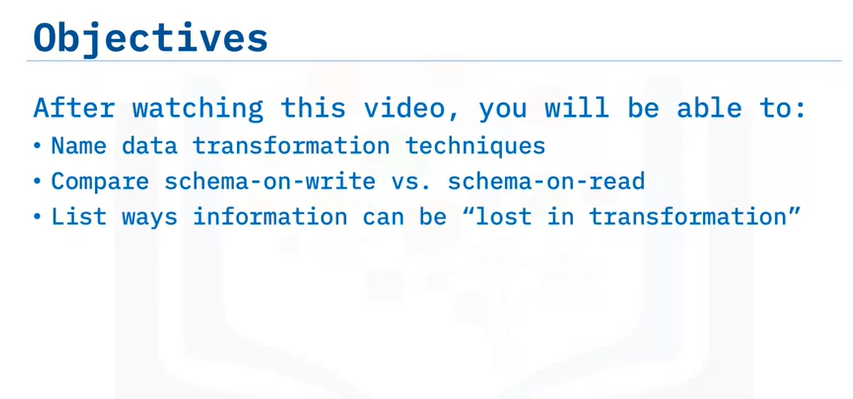 Objectives
After watching this video, you will be able to:
• Name data transformation techniques
• Compare schema-on-write vs. schema-on-read
• List ways information can be “lost in transformation”